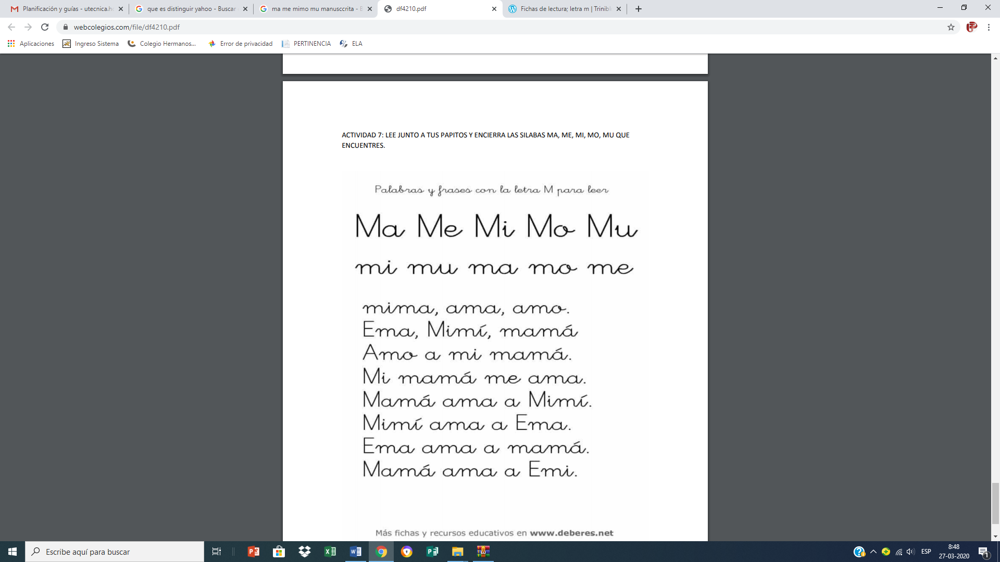 Planificación y guías - utecnica.h
que es distinguir yahoo - Buscar
ma me mimo mu manusccrita - B
df4210.pdf
Fichas de lectura; letra m | Trinibl
webcolegios.com/file/df4210.pdf
Aplicaciones
Ingreso Sistema
Colegio Hermanos...
Error de privacidad
PERTINENCIA
ELA
ACTIVIDAD 7: LEE JUNTO A TUS PAPITOS Y ENCIERRA LAS SILABAS MA, ME, MI, MO, MU QUE
ENCUENTRES.
Palabras y frases con la letra M para leer
Ma Me Mi Mo Mu
mi mu ma mo me
mima, ama, amo.
Ema, Mimí, mamá
Amo a mi mamá.
Mi mamá me ama.
Mamá ama a Mimí.
Mimí ama a Ema.
Ema ama a mamá.
Mamá ama a Emi.
Más fichas y recursos educativos en www.deberes.net
Escribe aquí para buscar
ESP
8:48
27-03-2020
1